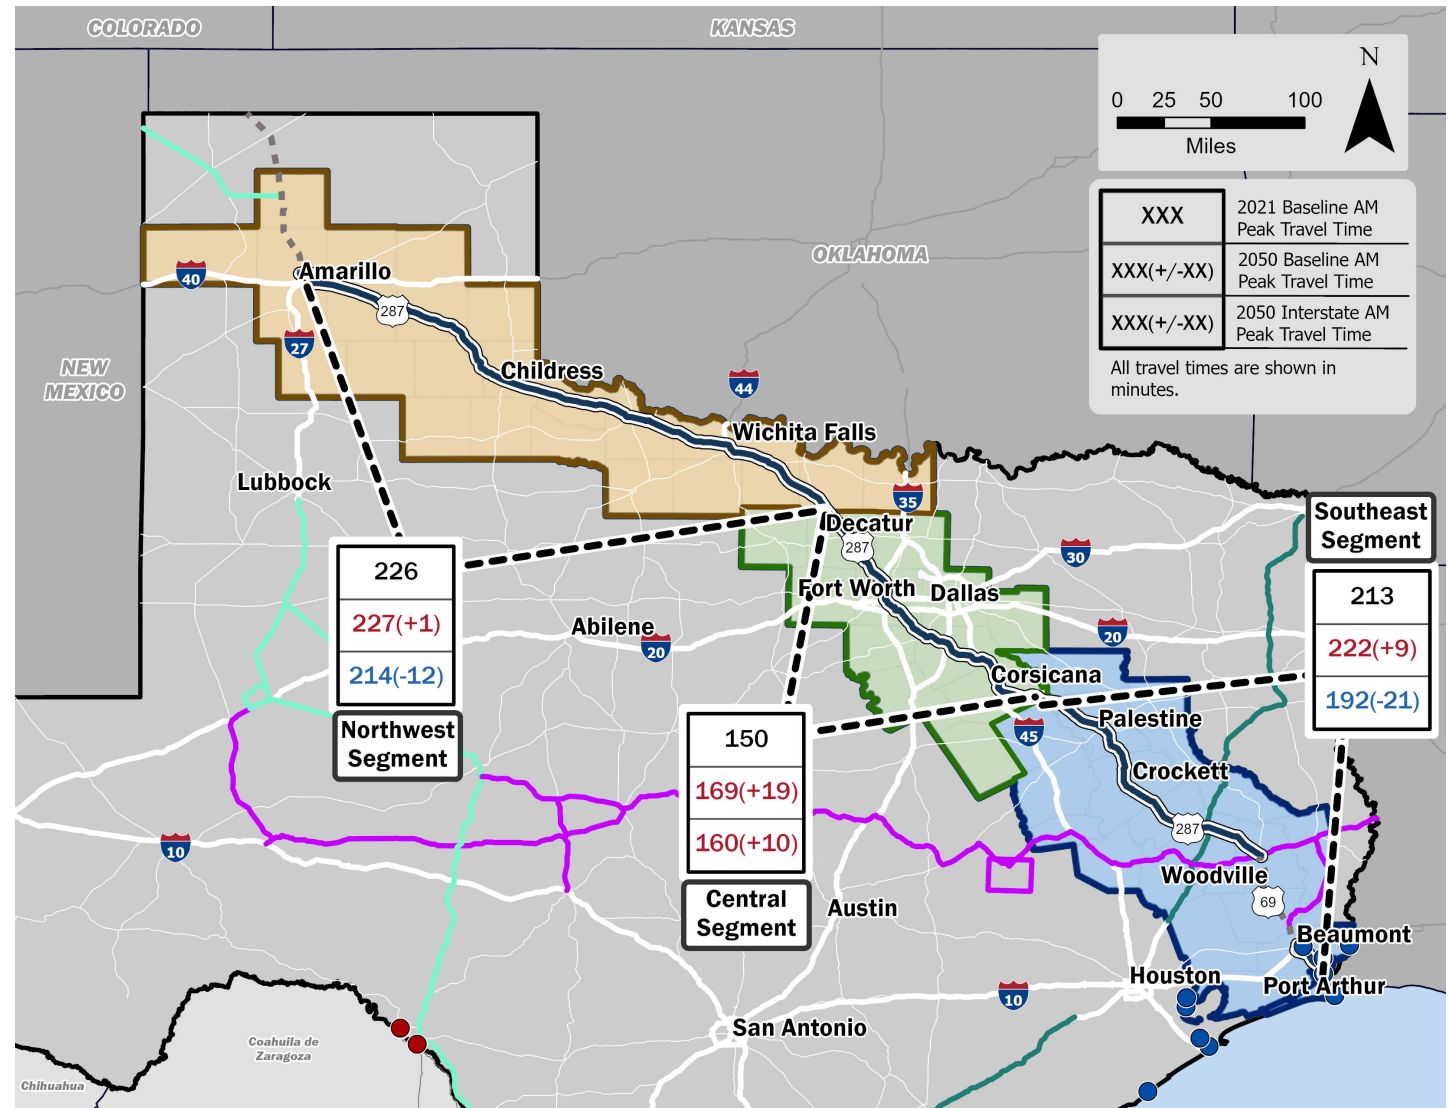 COLORADO
KANSAS
N
0 25 50 100
Miles
XXX
2021 Baseline AM
Peak Travel Time
XXX(+/-XX)
2050 Baseline AM
Peak Travel Time
XXX(+/-XX)
2050 Interstate AM
Peak Travel Time
All travel times are shown in
minutes.
OKLAHOMA
40
Amarillo
287
27
NEW
MEXICO
Childress
44
Wichita Falls
Lubbock
35
Decatur
287
30
Southeast
Segment
213
222(+9)
192(-21)
226
227(+1)
214(-12)
Northwest
Segment
Fort Worth
Dallas
Abilene
20
20
Corsicana
Palestine
45
150
169(+19)
160(+10)
Central
Segment
Crockett
287
10
Woodville
69
Austin
Beaumont
Houston
Port Arthur
10
San Antonio
Coahuila de
Zaragoza
Chihuahua